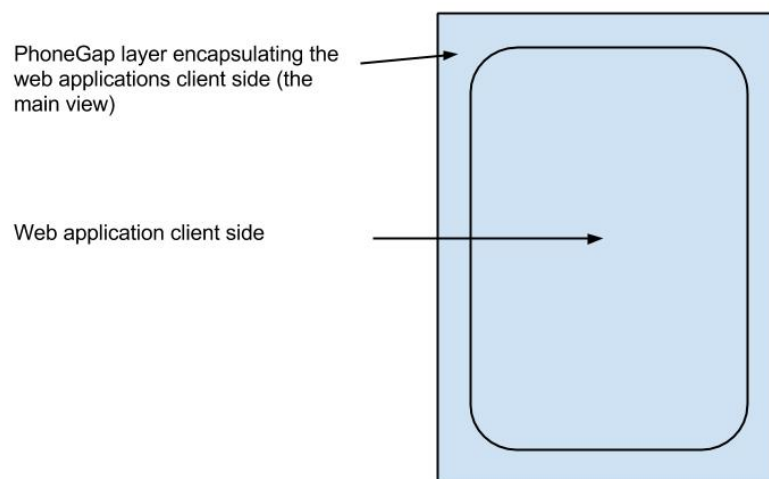 PhoneGap layer encapsulating the
web applications client side (the
main view)
Web application client side